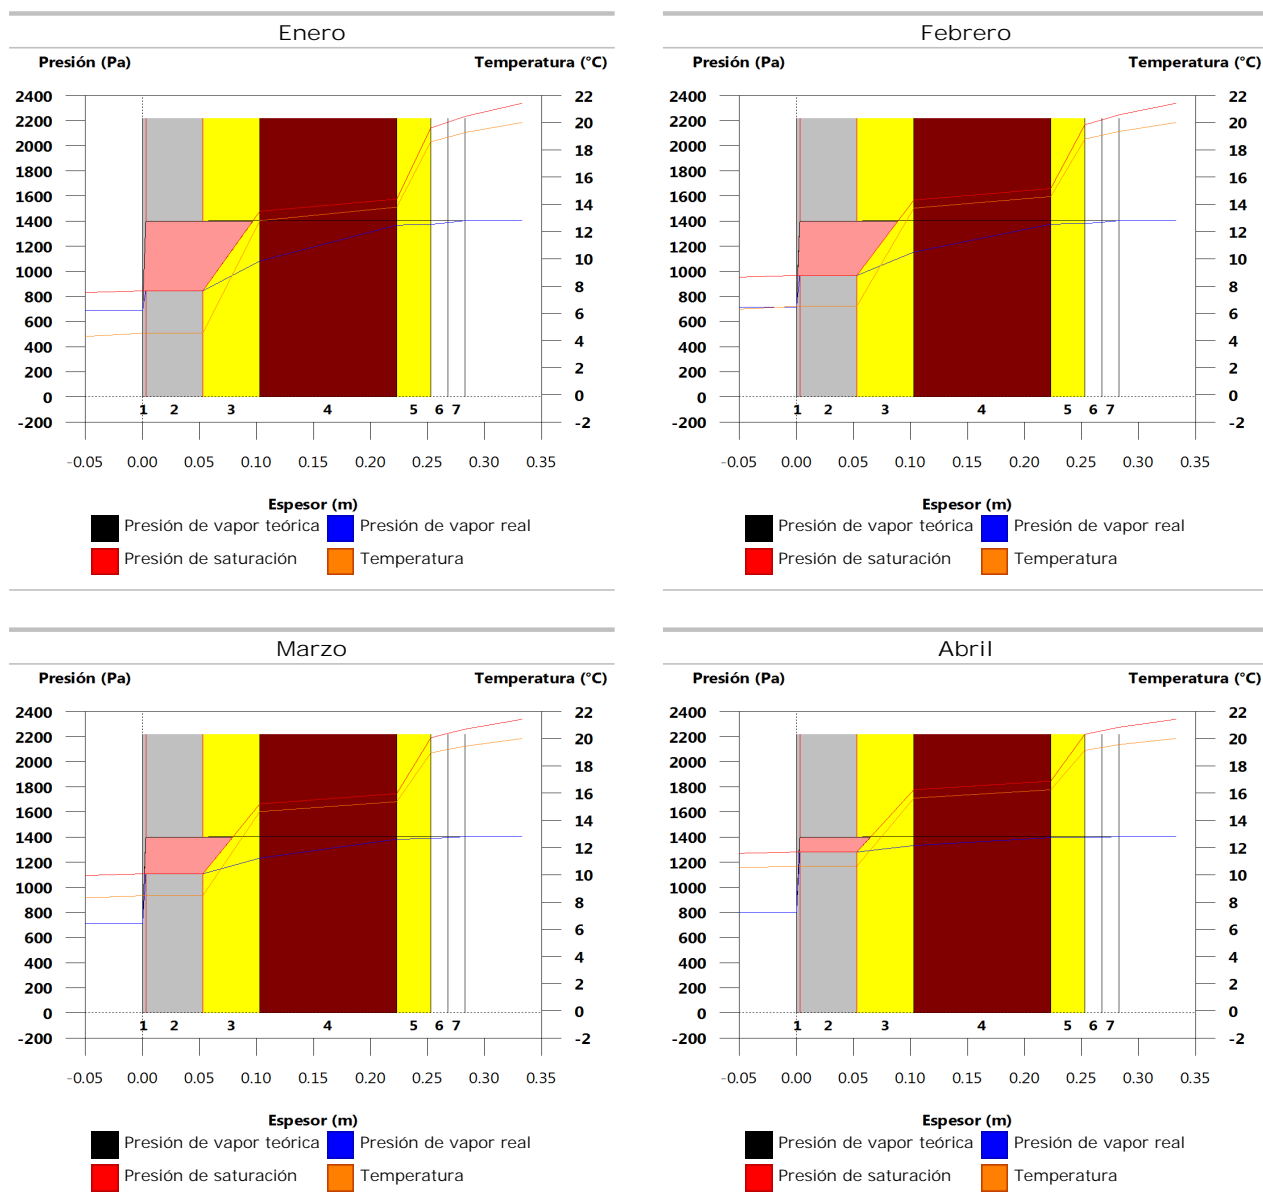 Enero
Presión (Pa) Temperatura (°C)
2400 22
2200 20
2000 18
1800
1600 16
1400 14
1200 12
1000 10
800 8
600 6
400 4
200 2
0 0
-200 -2
1 2 3 4 5 6 7
-0.05 0.00 0.05 0.10 0.15 0.20 0.25 0.30 0.35
Espesor (m)
Presión de vapor teórica Presión de vapor real
Presión de saturación Temperatura
Febrero
Presión (Pa) Temperatura (°C)
2400 22
2200 20
2000 18
1800
1600 16
1400 14
1200 12
1000 10
800 8
600 6
400 4
200 2
0 0
-200 -2
1 2 3 4 5 6 7
-0.05 0.00 0.05 0.10 0.15 0.20 0.25 0.30 0.35
Espesor (m)
Presión de vapor teórica Presión de vapor real
Presión de saturación Temperatura
Marzo
Presión (Pa) Temperatura (°C)
2400 22
2200 20
2000 18
1800
1600 16
1400 14
1200 12
1000 10
800 8
600 6
400 4
200 2
0 0
-200 -2
1 2 3 4 5 6 7
-0.05 0.00 0.05 0.10 0.15 0.20 0.25 0.30 0.35
Espesor (m)
Presión de vapor teórica Presión de vapor real
Presión de saturación Temperatura
Abril
Presión (Pa) Temperatura (°C)
2400 22
2200 20
2000 18
1800
1600 16
1400 14
1200 12
1000 10
800 8
600 6
400 4
200 2
0 0
-200 -2
1 2 3 4 5 6 7
-0.05 0.00 0.05 0.10 0.15 0.20 0.25 0.30 0.35
Espesor (m)
Presión de vapor teórica Presión de vapor real
Presión de saturación Temperatura